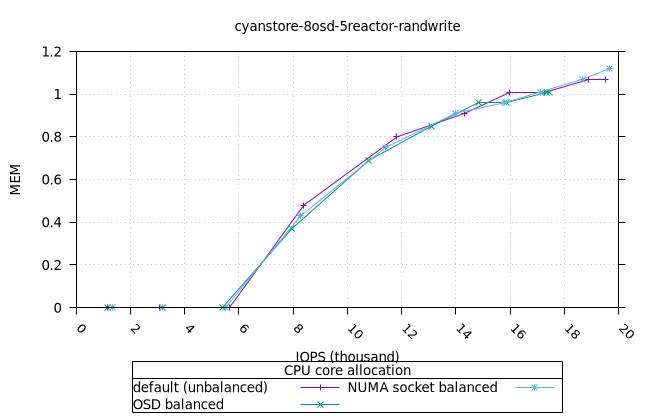 cyanstore-8osd-5reactor-randwrite
1.2
1
0.8
0.6
0.4
0.2
0
MEM
0 2 4 6 8 10 12 14 16 18 20
IOPS (thousand)
CPU core allocation
default (unbalanced) NUMA socket balanced
OSD balanced